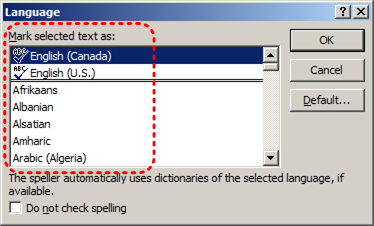 Language
Mark selected text as:
English (Canada)
English (U.S.)
Afrikaans
Albanian
Alsatian
Amharic
Arabic (Algeria)
OK
Cancel
Default...
The speller automatically uses dictionaries of the selected language, if
available.
Do not check spelling